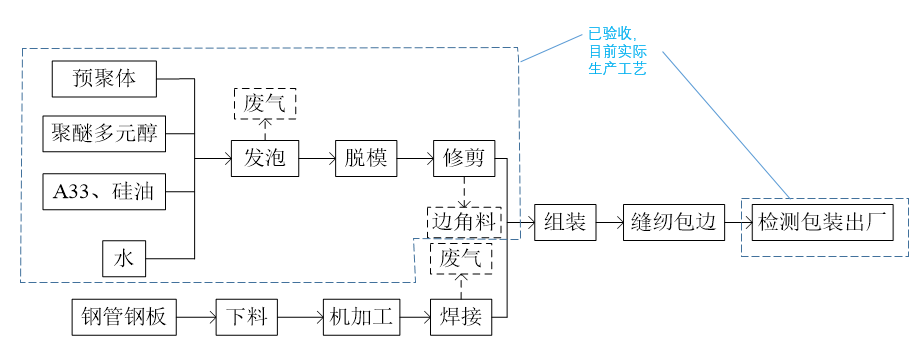 已验收,
目前实际
生产工艺
预聚体
废气
聚醚多元醇
发泡
脱模
修剪
A33、硅油
边角料
组装
缝纫包边
检测包装出厂
水
废气
钢管钢板
下料
机加工
焊接